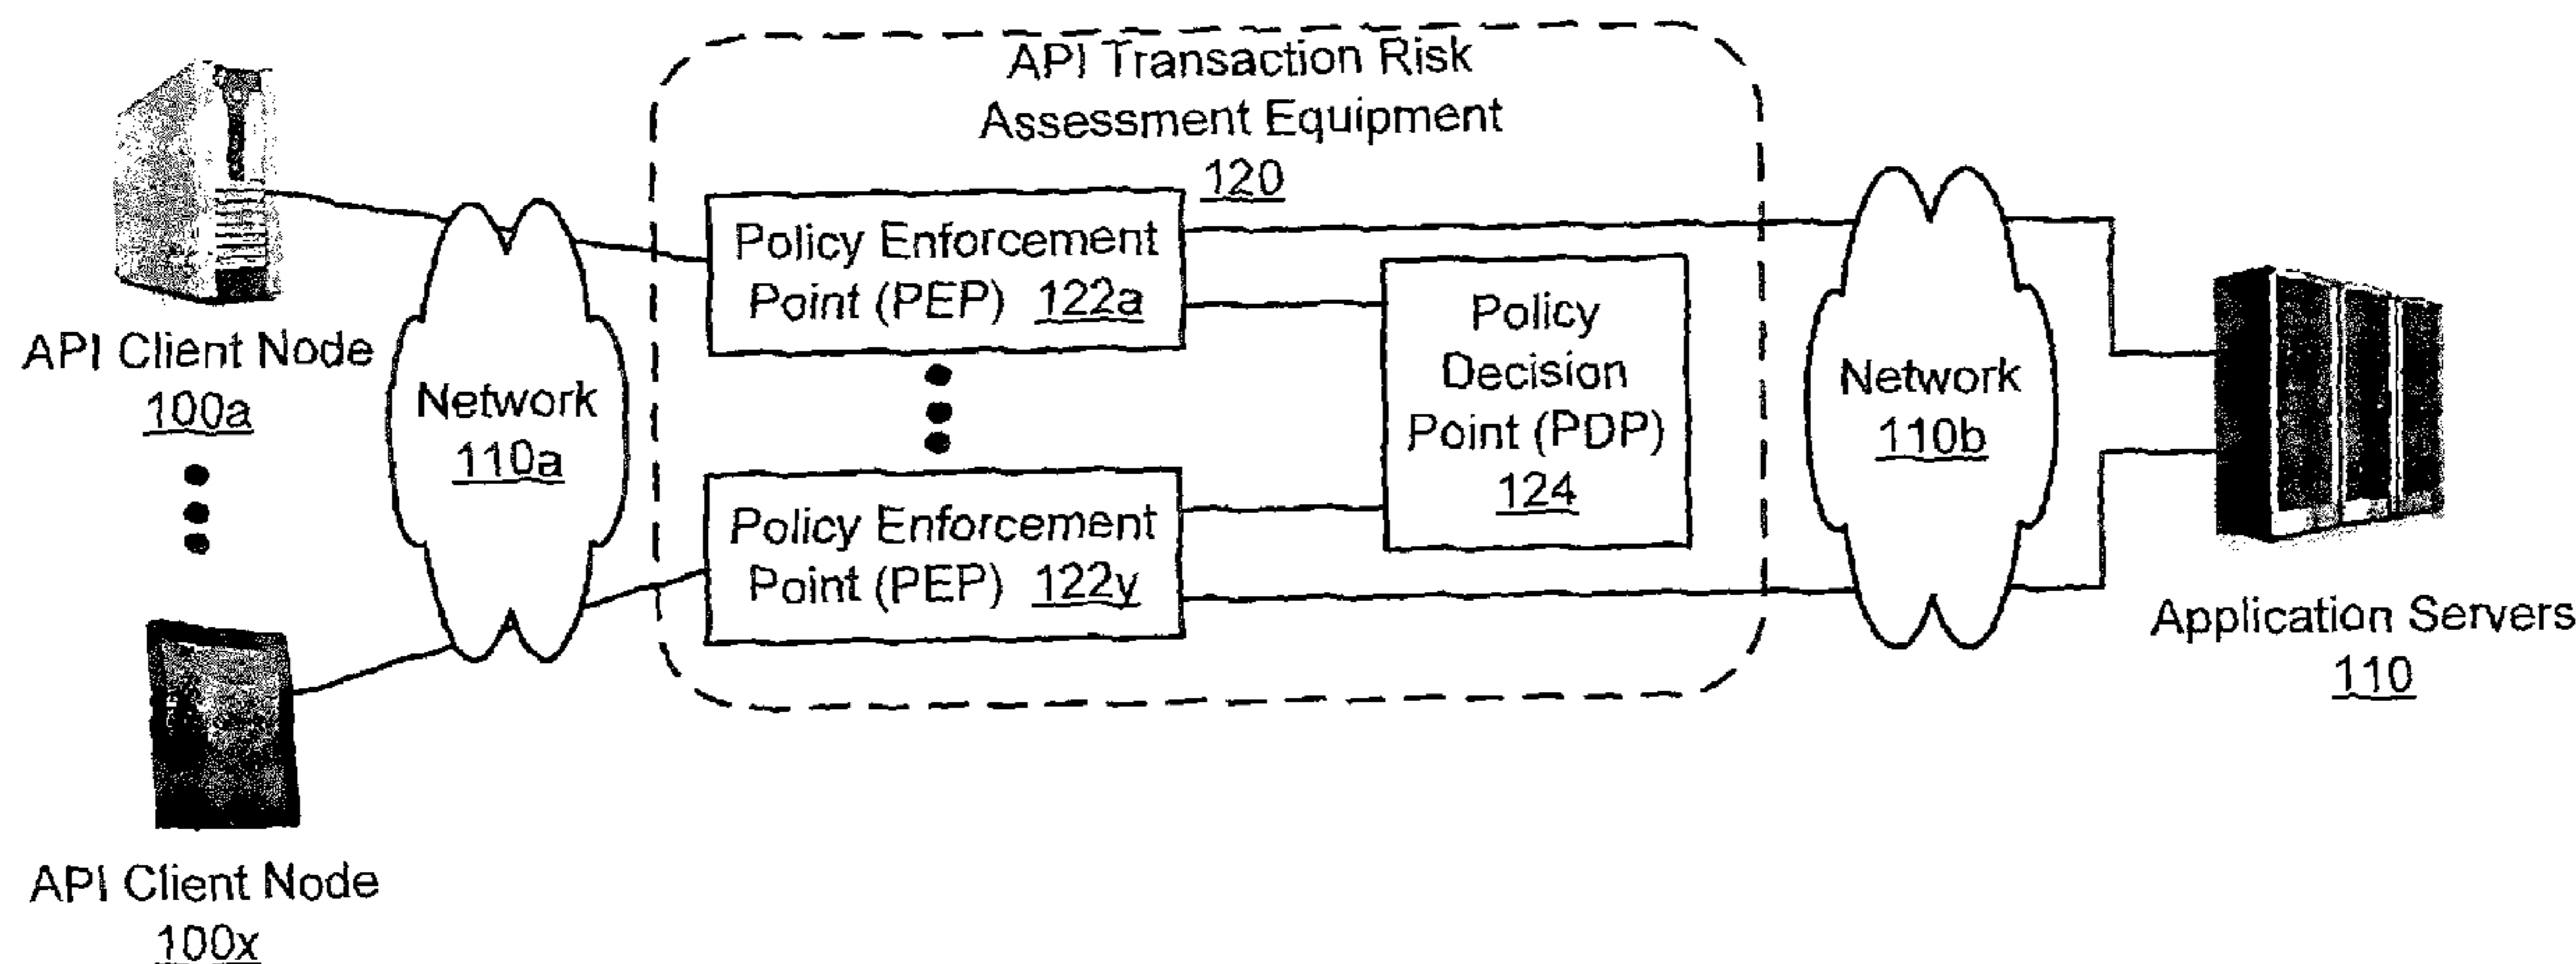 API Transaction Risk
Assessment Equipment
120
API Client Node
100a
API Client Node
100x
Network
110a
Policy Enforcement
Point (PEP) 122a
Policy Enforcement
Point (PEP) 122y
Policy
Decision
Point (PDP)
124
Network
110b
Application Servers
110